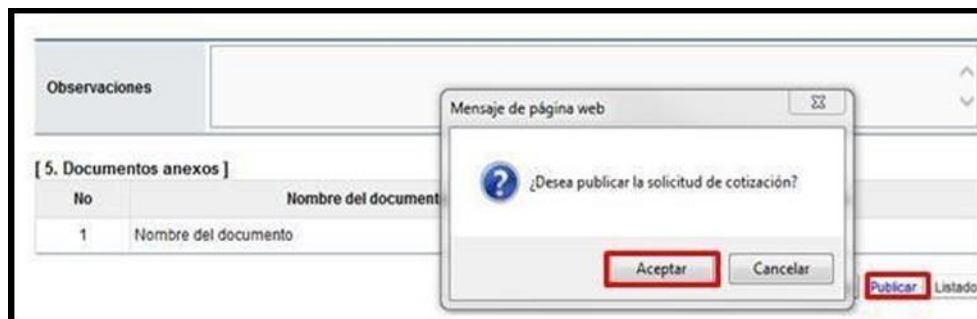 Observaciones
Mensaje de página web
¿Desea publicar la solicitud de cotización?
Aceptar Cancelar
[ 5. Documentos anexos ]
No Nombre del document
1 Nombre del documento
Publicar Listado